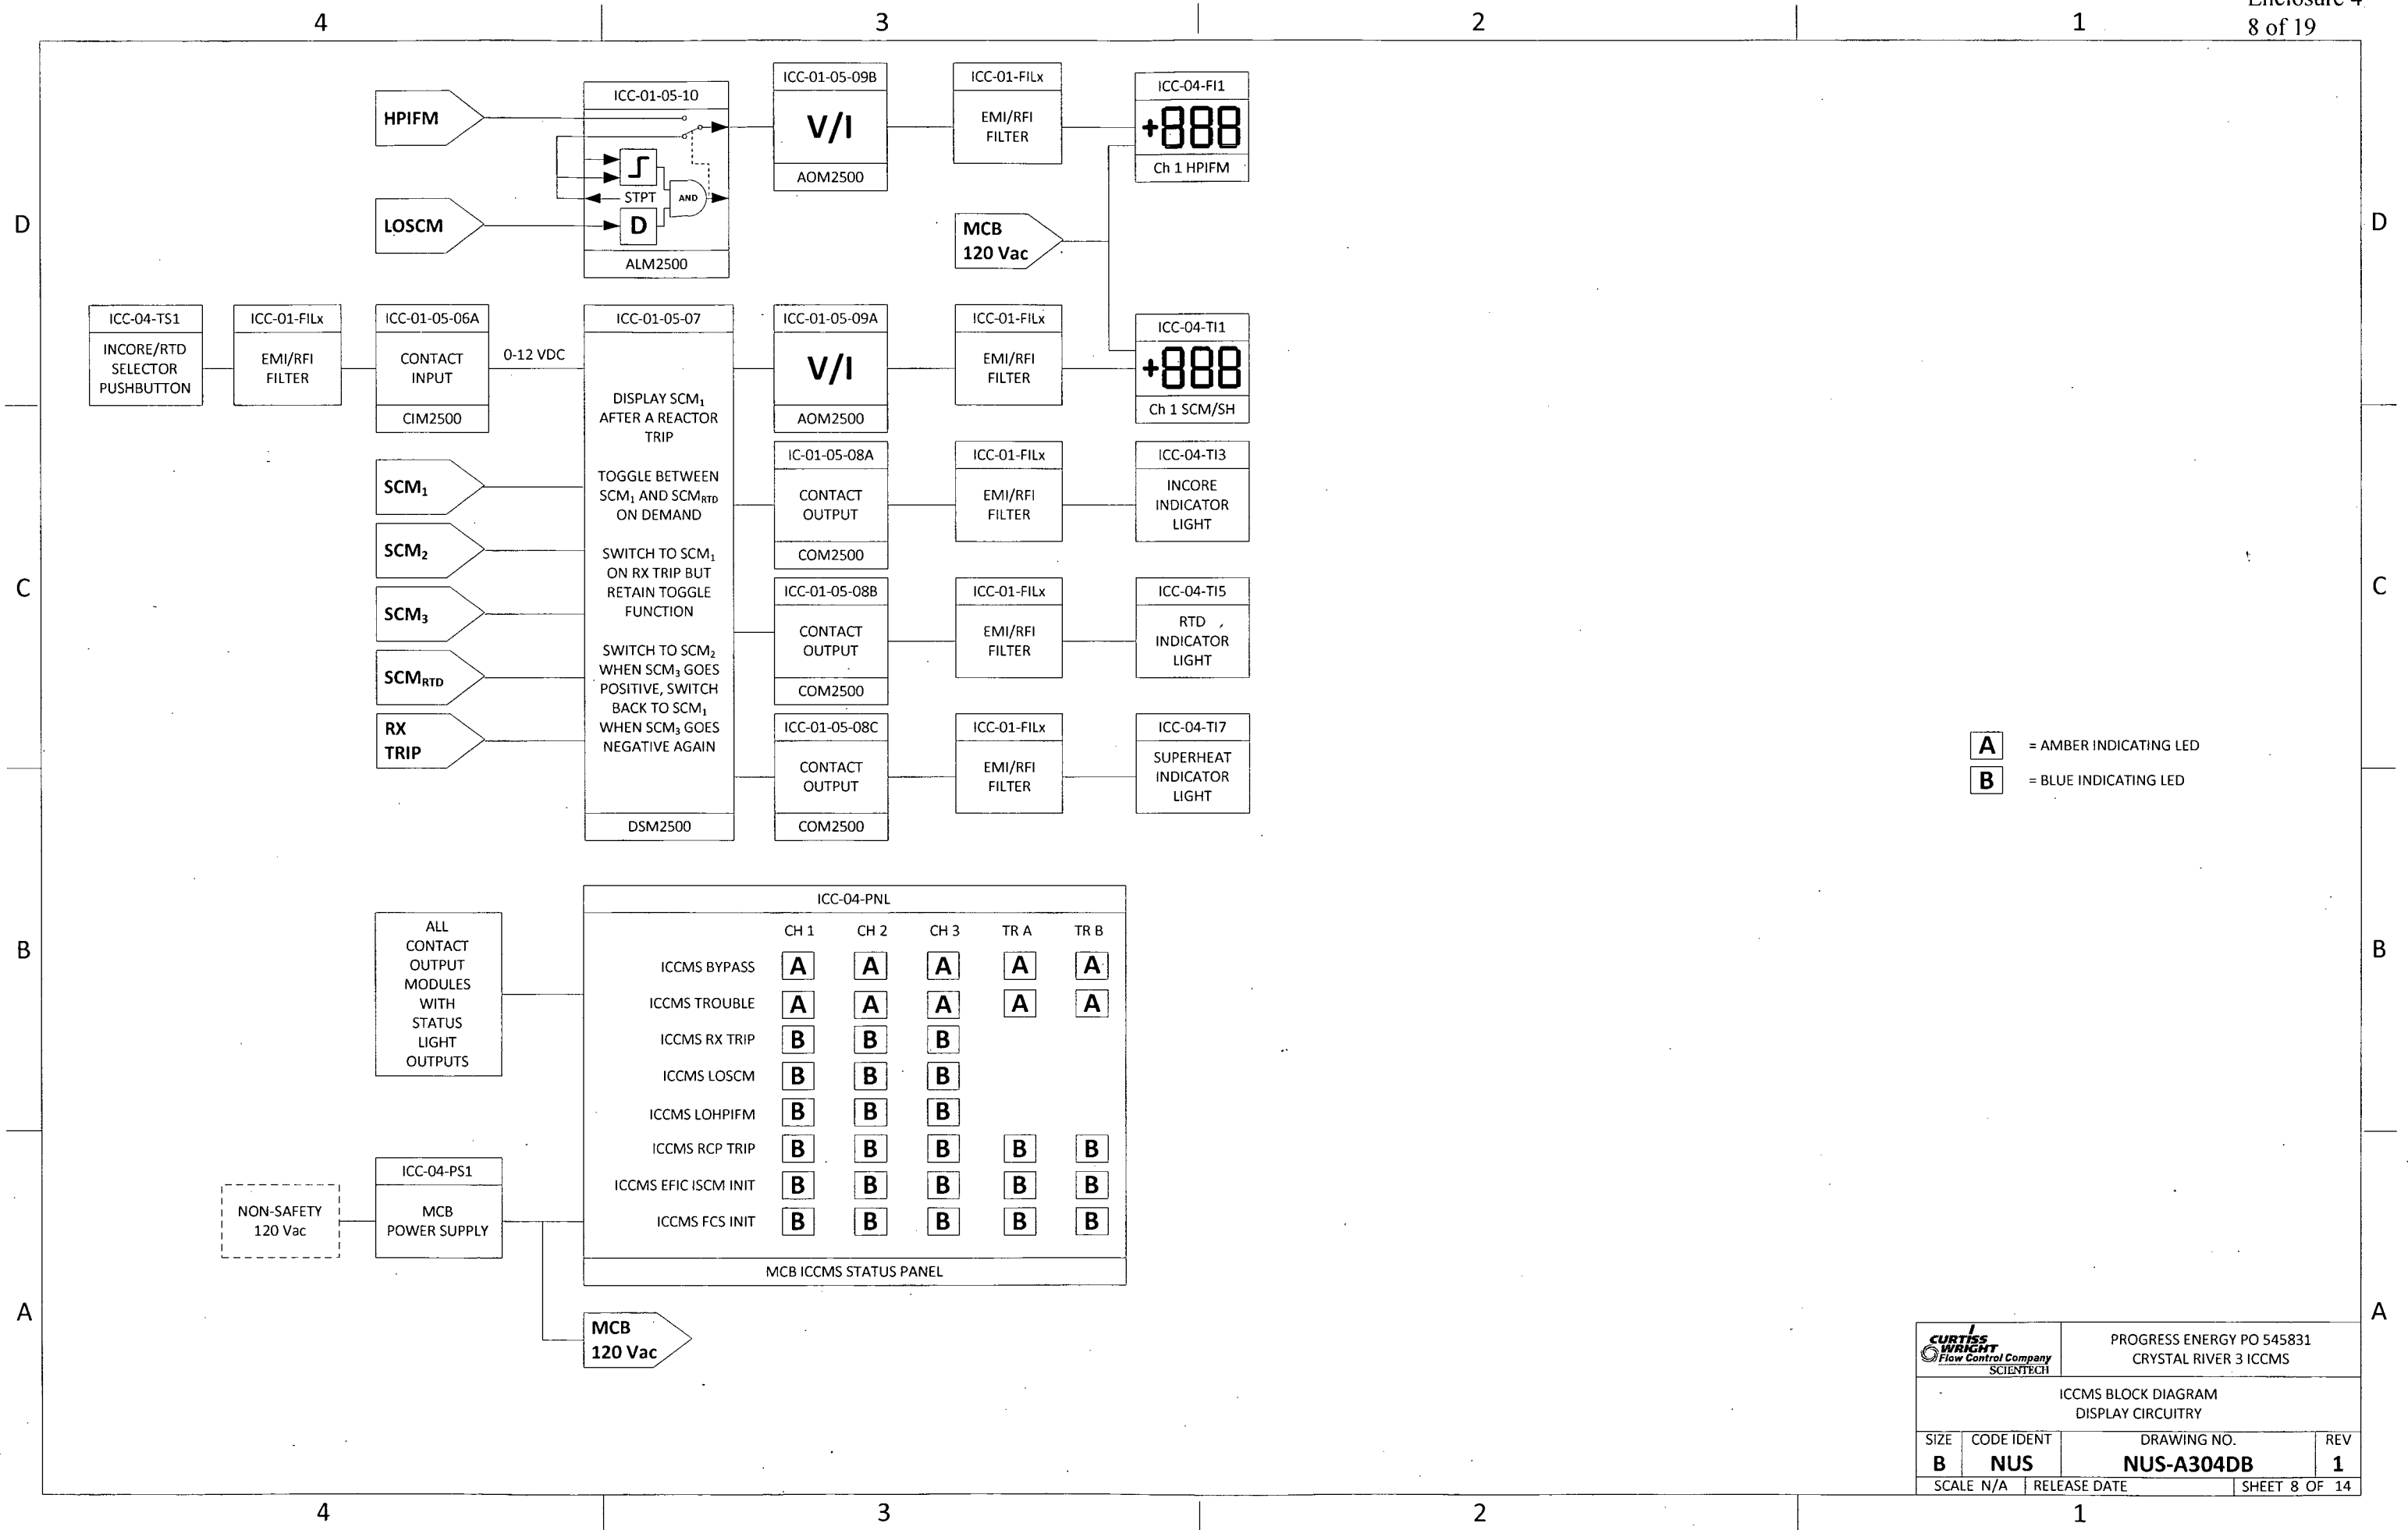 Enclosure 4
8 of 19
4
3
2
1
D
C
B
A
HPIFM
LOSCM
ICC-01-05-10
STPT
AND
D
ALM2500
ICC-01-05-09B
V/I
AOM2500
ICC-01-FILx
EMI/RFI
FILTER
ICC-04-FI1
+888
Ch 1 HPIFM
MCB
120 Vac
ICC-04-TS1
INCORE/RTD
SELECTOR
PUSHBUTTON
ICC-01-FILx
EMI/RFI
FILTER
ICC-01-05-06A
CONTACT
INPUT
CIM2500
0-12 VDC
SCM1
SCM2
SCM3
SCMRTD
RX
TRIP
ICC-01-05-07
DISPLAY SCM1
AFTER A REACTOR
TRIP
TOGGLE BETWEEN
SCM1 AND SCMRTD
ON DEMAND
SWITCH TO SCM1
ON RX TRIP BUT
RETAIN TOGGLE
FUNCTION
SWITCH TO SCM2
WHEN SCM3 GOES
POSITIVE, SWITCH
BACK TO SCM1
WHEN SCM3 GOES
NEGATIVE AGAIN
DSM2500
ICC-01-05-09A
V/I
AOM2500
ICC-01-FILx
EMI/RFI
FILTER
ICC-04-TI1
+888
Ch 1 SCM/SH
IC-01-05-08A
CONTACT
OUTPUT
COM2500
ICC-01-FILx
EMI/RFI
FILTER
ICC-04-TI3
INCORE
INDICATOR
LIGHT
ICC-01-05-08B
CONTACT
OUTPUT
COM2500
ICC-01-FILx
EMI/RFI
FILTER
ICC-04-TI5
RTD
INDICATOR
LIGHT
ICC-01-05-08C
CONTACT
OUTPUT
COM2500
ICC-01-FILx
EMI/RFI
FILTER
ICC-04-TI7
SUPERHEAT
INDICATOR
LIGHT
A = AMBER INDICATING LED
B = BLUE INDICATING LED
ALL
CONTACT
OUTPUT
MODULES
WITH
STATUS
LIGHT
OUTPUTS
ICC-04-PNL
CH 1 CH 2 CH 3 TR A TR B
ICCMS BYPASS A A A A A
ICCMS TROUBLE A A A A A
ICCMS RX TRIP B B B
ICCMS LOSCM B B B
ICCMS LOHPIFM B B B
ICCMS RCP TRIP B B B B B
ICCMS EFIC ISCM INIT B B B B B
ICCMS FCS INIT B B B B B
MCB ICCMS STATUS PANEL
NON-SAFETY
120 Vac
ICC-04-PS1
MCB
POWER SUPPLY
MCB
120 Vac
CURTISS
WRIGHT
Flow Control Company
SCIENTECH
PROGRESS ENERGY PO 545831
CRYSTAL RIVER 3 ICCMS
ICCMS BLOCK DIAGRAM
DISPLAY CIRCUITRY
SIZE CODE IDENT DRAWING NO. REV
B NUS NUS-A304DB 1
SCALE N/A RELEASE DATE SHEET 8 OF 14
D
C
B
A
4
3
2
1